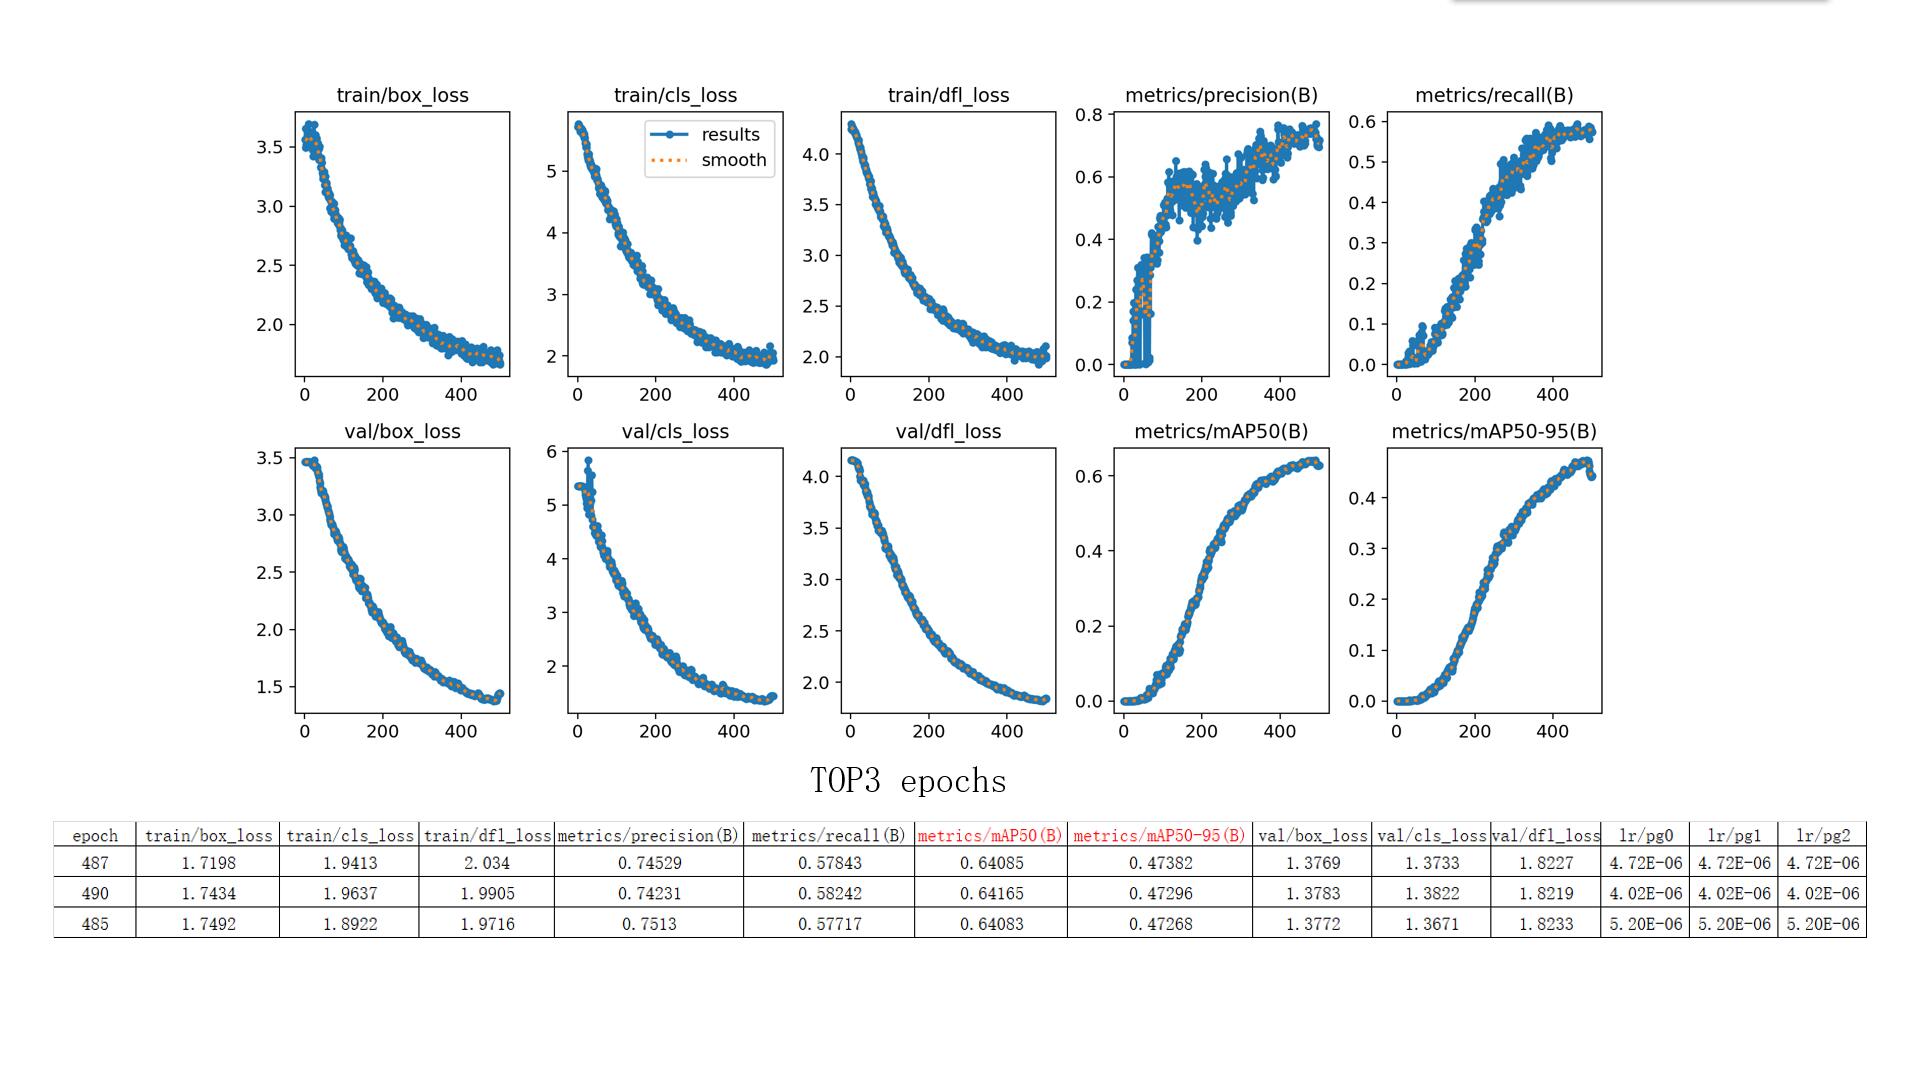 train/box_loss train/cls_loss train/dfl_loss metrics/precision(B) metrics/recall(B)
3.5
3.0
2.5
2.0
0 200 400
5
4
3
2
0 200 400
results
smooth
4.0
3.5
3.0
2.5
2.0
0 200 400
0.8
0.6
0.4
0.2
0.0
0 200 400
0.6
0.5
0.4
0.3
0.2
0.1
0.0
0 200 400
val/box_loss val/cls_loss val/dfl_loss metrics/mAP50(B) metrics/mAP50-95(B)
3.5
3.0
2.5
2.0
1.5
0 200 400
6
5
4
3
2
0 200 400
4.0
3.5
3.0
2.5
2.0
0 200 400
0.6
0.4
0.2
0.0
0 200 400
0.4
0.3
0.2
0.1
0.0
0 200 400
TOP3 epochs
epoch train/box_loss train/cls_loss train/dfl_loss metrics/precision(B) metrics/recall(B) metrics/mAP50(B) metrics/mAP50-95(B) val/box_loss val/cls_loss val/dfl_loss lr/pg0 lr/pg1 lr/pg2
487 1.7198 1.9413 2.034 0.74529 0.57843 0.64085 0.47382 1.3769 1.3733 1.8227 4.72E-06 4.72E-06 4.72E-06
490 1.7434 1.9637 1.9905 0.74231 0.58242 0.64165 0.47296 1.3783 1.3822 1.8219 4.02E-06 4.02E-06 4.02E-06
485 1.7492 1.8922 1.9716 0.7513 0.57717 0.64083 0.47268 1.3772 1.3671 1.8233 5.20E-06 5.20E-06 5.20E-06